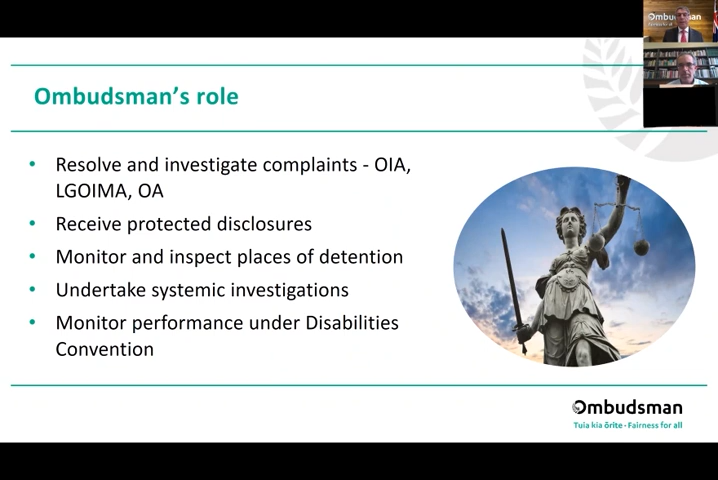 Ombudsman
Ombudsman's role
• Resolve and investigate complaints - OIA,
LGOIMA, OA
• Receive protected disclosures
• Monitor and inspect places of detention
• Undertake systemic investigations
• Monitor performance under Disabilities
Convention
Ombudsman
Tuia kia ōrite · Fairness for all